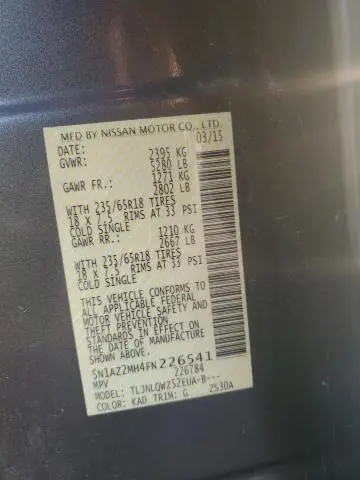 MFD BY NISSAN MOTOR CO., LTD.
DATE: 03/15
GVWR: 2395 KG
5280 LB
GAWR FR.: 1271 KG
2802 LB
WITH 235/65R18 TIRES
18 x 7.5 RIMS AT 33 PSI
COLD SINGLE
GAWR RR.: 1210 KG
2667 LB
WITH 235/65R18 TIRES
18 x 7.5 RIMS AT 33 PSI
COLD SINGLE
THIS VEHICLE CONFORMS TO
ALL APPLICABLE FEDERAL
MOTOR VEHICLE SAFETY AND
THEFT PREVENTION
STANDARDS IN EFFECT ON
THE DATE OF MANUFACTURE
SHOWN ABOVE.
5N1AZ2MH4FN226541
MPV 226784
MODEL: TLJNLQWZ52EUA-B---
COLOR: KAD TRIM: G Z530A